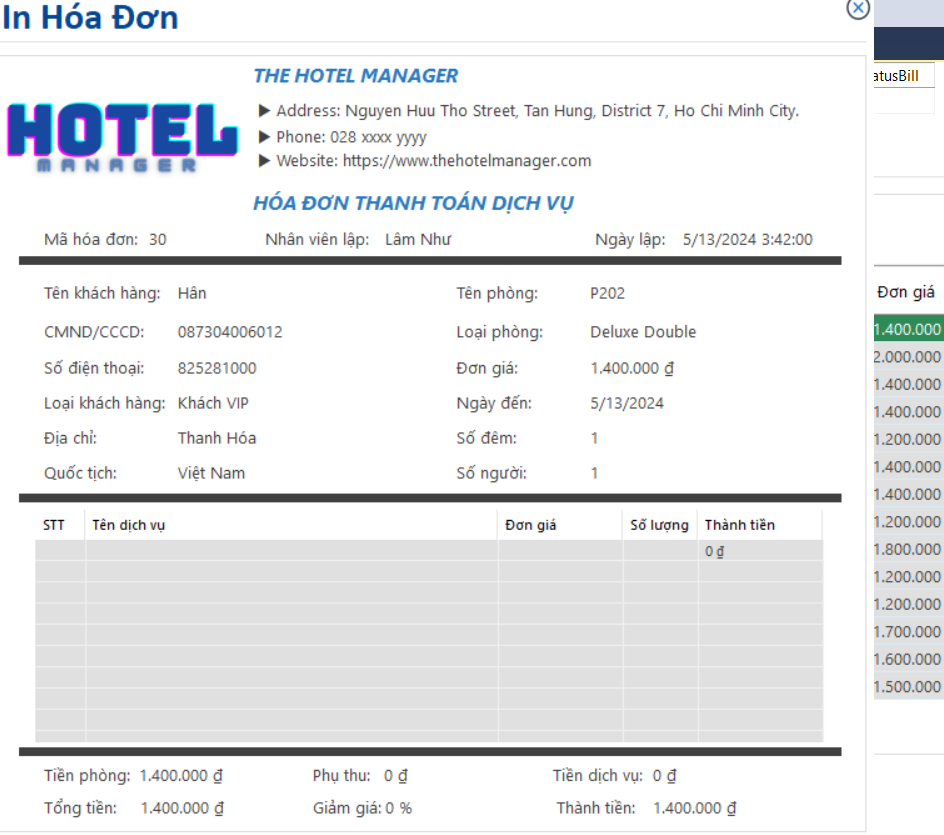 In Hóa Đơn
THE HOTEL MANAGER
▶ Address: Nguyen Huu Tho Street, Tan Hung, District 7, Ho Chi Minh City.
▶ Phone: 028 xxxx yyyy
▶ Website: https://www.thehotelmanager.com
HOTEL
MANAGER
HÓA ĐƠN THANH TOÁN DỊCH VỤ
Mã hóa đơn: 30 Nhân viên lập: Lâm Như Ngày lập: 5/13/2024 3:42:00
Tên khách hàng: Hân Tên phòng: P202
CMND/CCCD: 087304006012 Loại phòng: Deluxe Double
Số điện thoại: 825281000 Đơn giá: 1.400.000 ₫
Loại khách hàng: Khách VIP Ngày đến: 5/13/2024
Địa chỉ: Thanh Hóa Số đêm: 1
Quốc tịch: Việt Nam Số người: 1
STT Tên dịch vụ Đơn giá Số lượng Thành tiền
0 ₫
Tiền phòng: 1.400.000 ₫ Phụ thu: 0 ₫ Tiền dịch vụ: 0 ₫
Tổng tiền: 1.400.000 ₫ Giảm giá: 0 % Thành tiền: 1.400.000 ₫
atusBill
Đơn giá
1.400.000
2.000.000
1.400.000
1.400.000
1.200.000
1.400.000
1.400.000
1.200.000
1.800.000
1.200.000
1.200.000
1.700.000
1.600.000
1.500.000